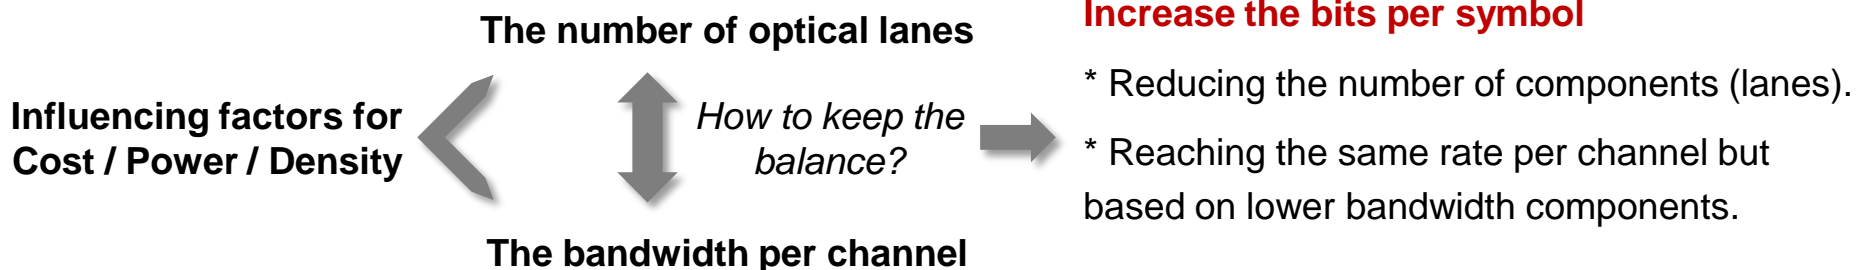 The number of optical lanes
Influencing factors for
Cost / Power / Density
How to keep the
balance?
The bandwidth per channel
Increase the bits per symbol
* Reducing the number of components (lanes).
* Reaching the same rate per channel but
based on lower bandwidth components.